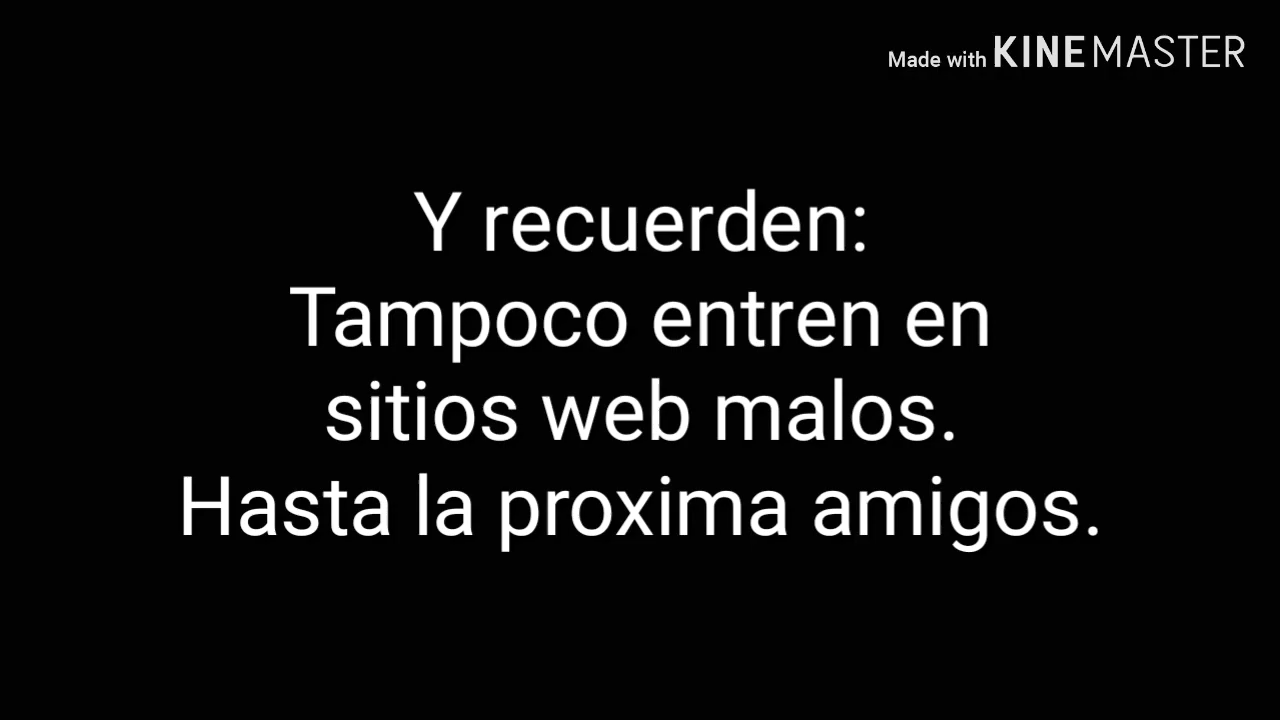 Made with KINEMASTER
Y recuerden:
Tampoco entren en
sitios web malos.
Hasta la proxima amigos.